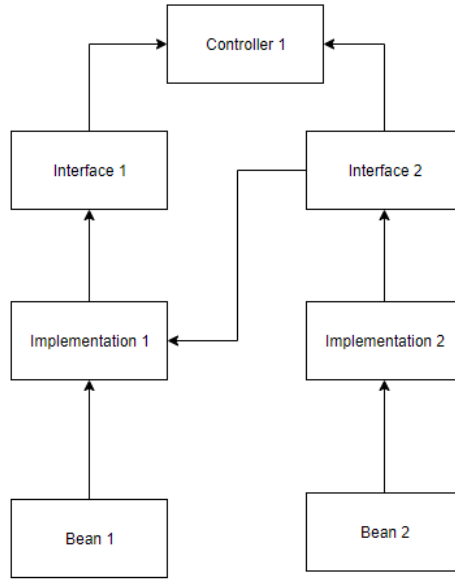 Controller 1
Interface 1
Interface 2
Implementation 1
Implementation 2
Bean 1
Bean 2